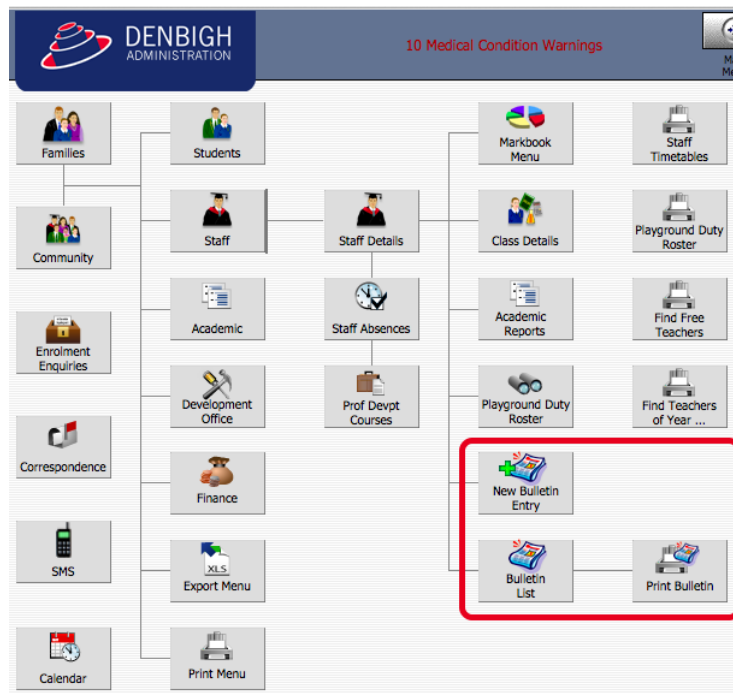 DENBIGH
ADMINISTRATION
10 Medical Condition Warnings
Families
Students
Markbook
Menu
Staff
Timetables
Community
Staff
Staff Details
Class Details
Playground Duty
Roster
Enrolment
Enquiries
Academic
Staff Absences
Academic
Reports
Find Free
Teachers
Correspondence
Development
Office
Prof Devpt
Courses
Playground Duty
Roster
Find Teachers
of Year ...
Finance
New Bulletin
Entry
SMS
XLS
Export Menu
Bulletin
List
Print Bulletin
Calendar
Print Menu